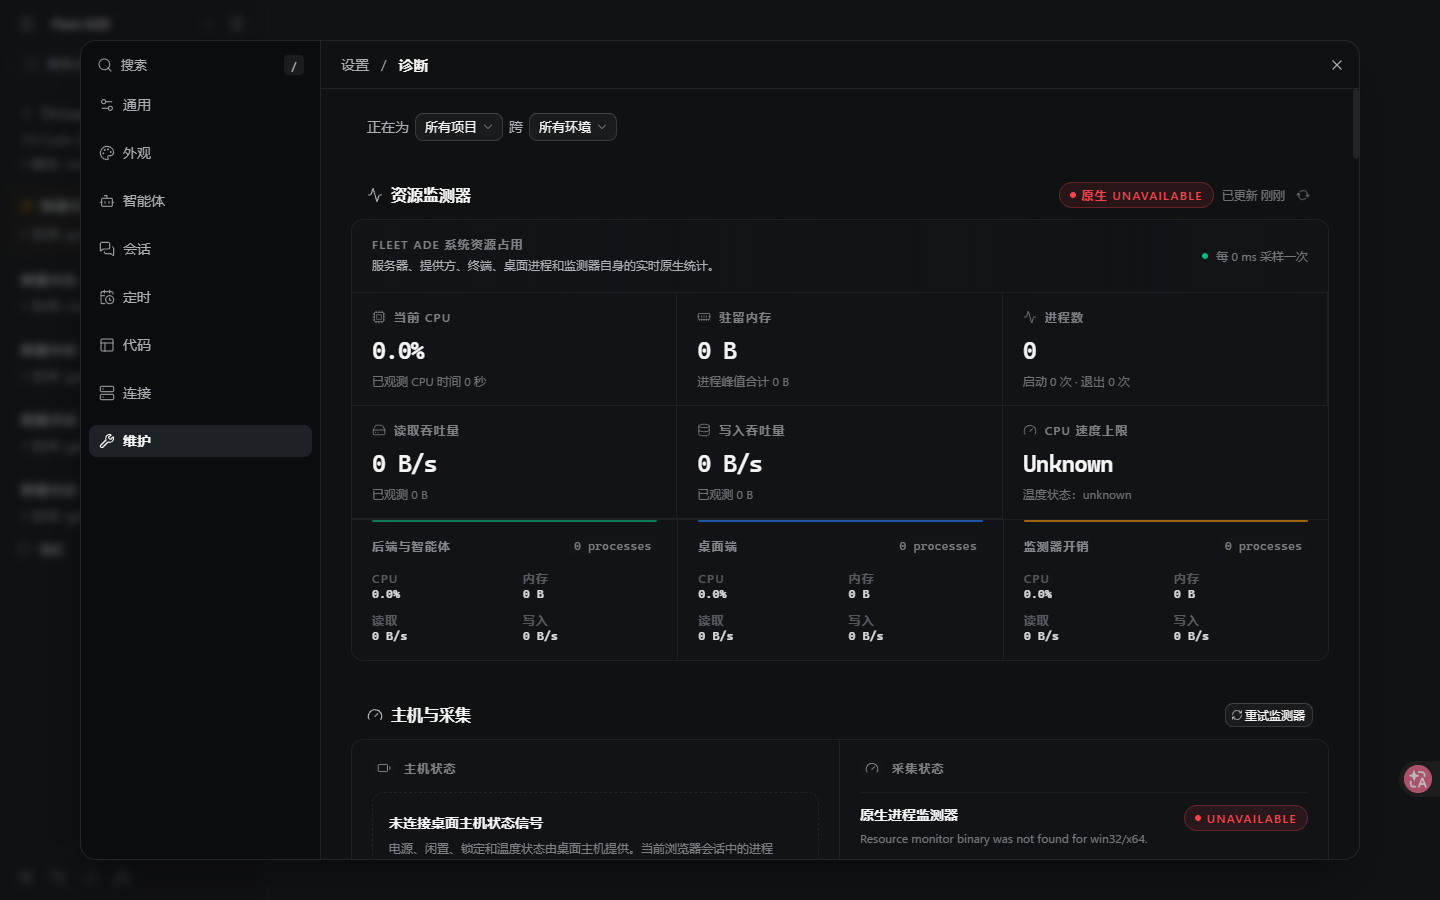 搜索 /
通用
外观
智能体
会话
定时
代码
连接
维护
设置 / 诊断
正在为 所有项目 跨 所有环境
资源监测器
原生 UNAVAILABLE 已更新 刚刚
FLEET ADE 系统资源占用
服务器、提供方、终端、桌面进程和监测器自身的实时原生统计。
每 0 ms 采样一次
当前 CPU
0.0%
已观测 CPU 时间 0 秒
驻留内存
0 B
进程峰值合计 0 B
进程数
0
启动 0 次 · 退出 0 次
读取吞吐量
0 B/s
已观测 0 B
写入吞吐量
0 B/s
已观测 0 B
CPU 速度上限
Unknown
温度状态：unknown
后端与智能体 0 processes
CPU 内存
0.0% 0 B
读取 写入
0 B/s 0 B/s
桌面端 0 processes
CPU 内存
0.0% 0 B
读取 写入
0 B/s 0 B/s
监测器开销 0 processes
CPU 内存
0.0% 0 B
读取 写入
0 B/s 0 B/s
主机与采集
重试监测器
主机状态
未连接桌面主机状态信号
电源、闲置、锁定和温度状态由桌面主机提供。当前浏览器会话中的进程
采集状态
原生进程监测器
UNAVAILABLE
Resource monitor binary was not found for win32/x64.